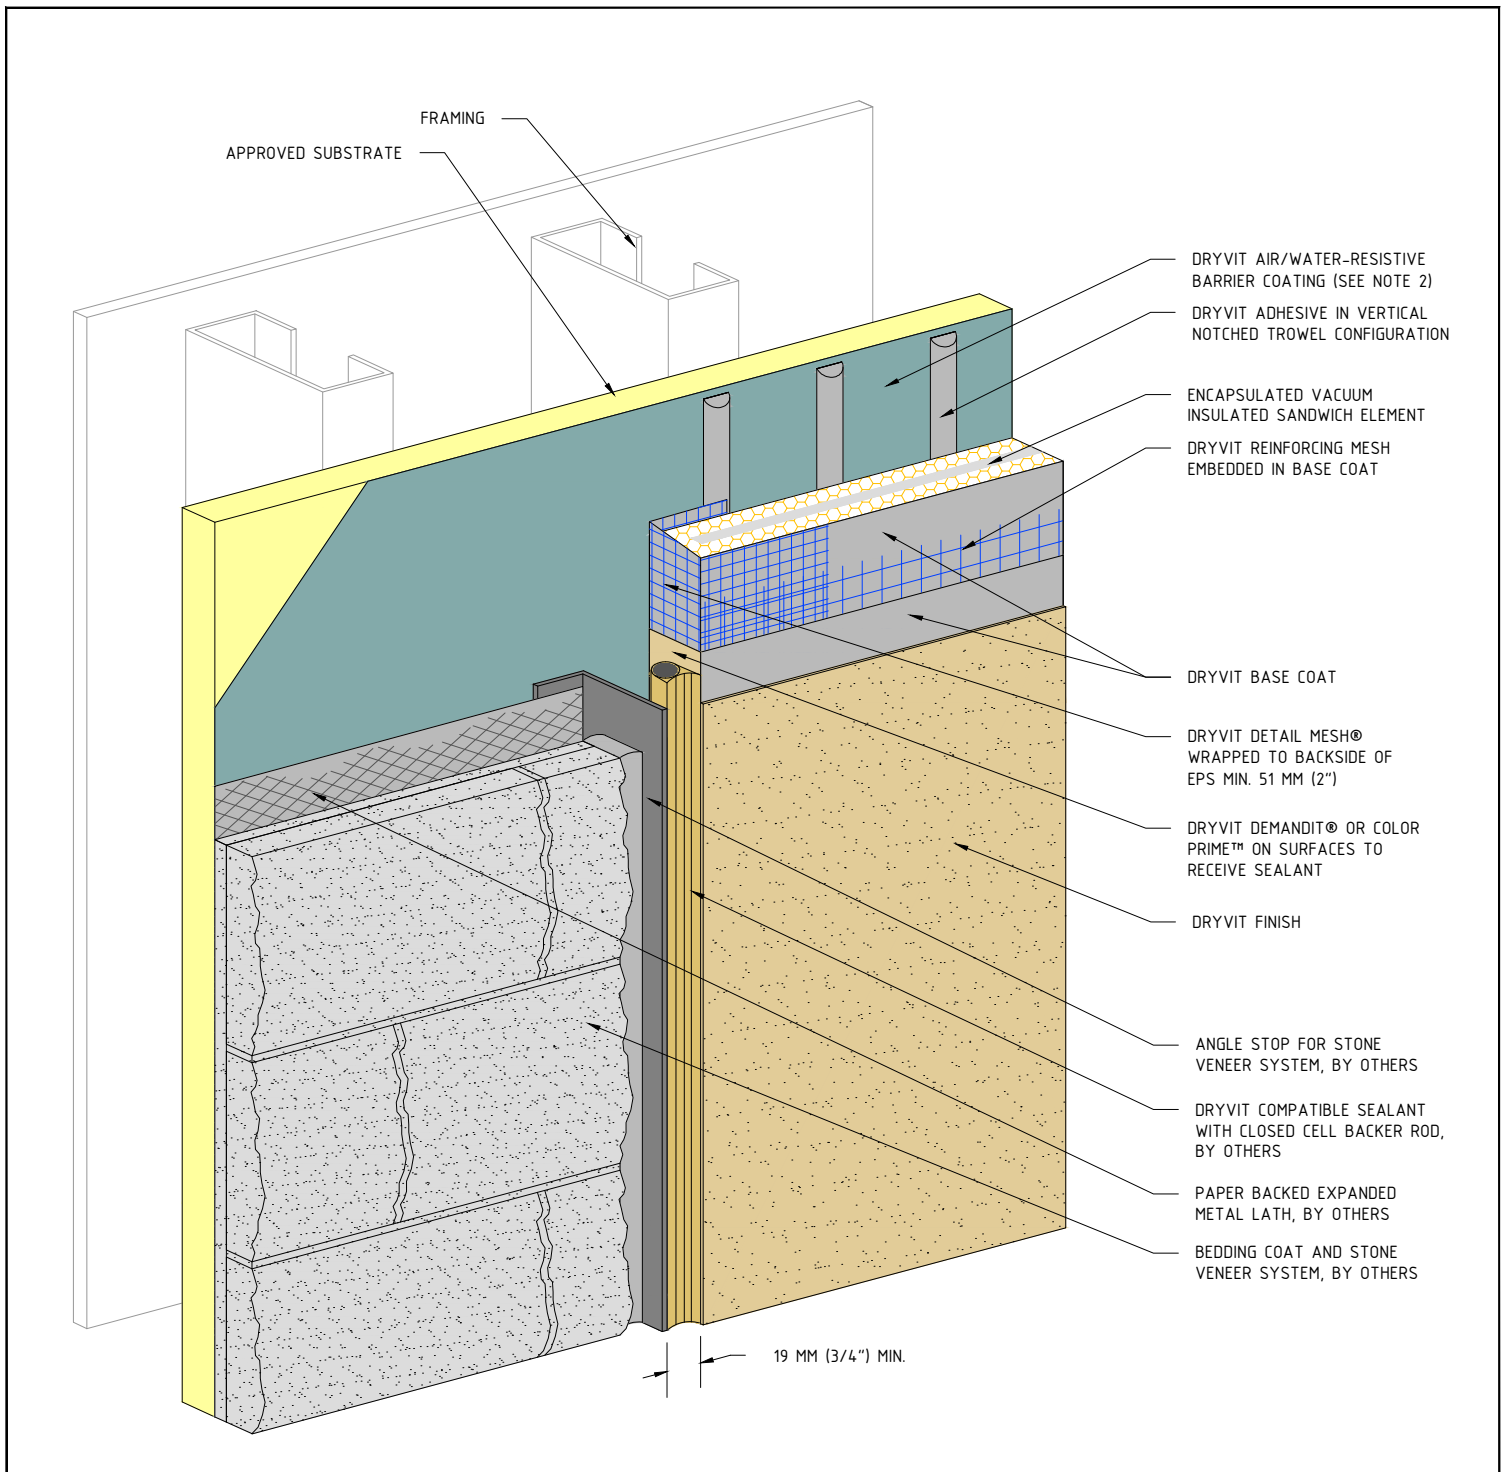 FRAMING
APPROVED SUBSTRATE
DRYVIT AIR/WATER-RESISTIVE
BARRIER COATING (SEE NOTE 2)
DRYVIT ADHESIVE IN VERTICAL
NOTCHED TROWEL CONFIGURATION
ENCAPSULATED VACUUM
INSULATED SANDWICH ELEMENT
DRYVIT REINFORCING MESH
EMBEDDED IN BASE COAT
DRYVIT BASE COAT
DRYVIT DETAIL MESH®
WRAPPED TO BACKSIDE OF
EPS MIN. 51 MM (2")
DRYVIT DEMANDIT® OR COLOR
PRIME™ ON SURFACES TO
RECEIVE SEALANT
DRYVIT FINISH
ANGLE STOP FOR STONE
VENEER SYSTEM, BY OTHERS
DRYVIT COMPATIBLE SEALANT
WITH CLOSED CELL BACKER ROD,
BY OTHERS
PAPER BACKED EXPANDED
METAL LATH, BY OTHERS
BEDDING COAT AND STONE
VENEER SYSTEM, BY OTHERS
19 MM (3/4") MIN.